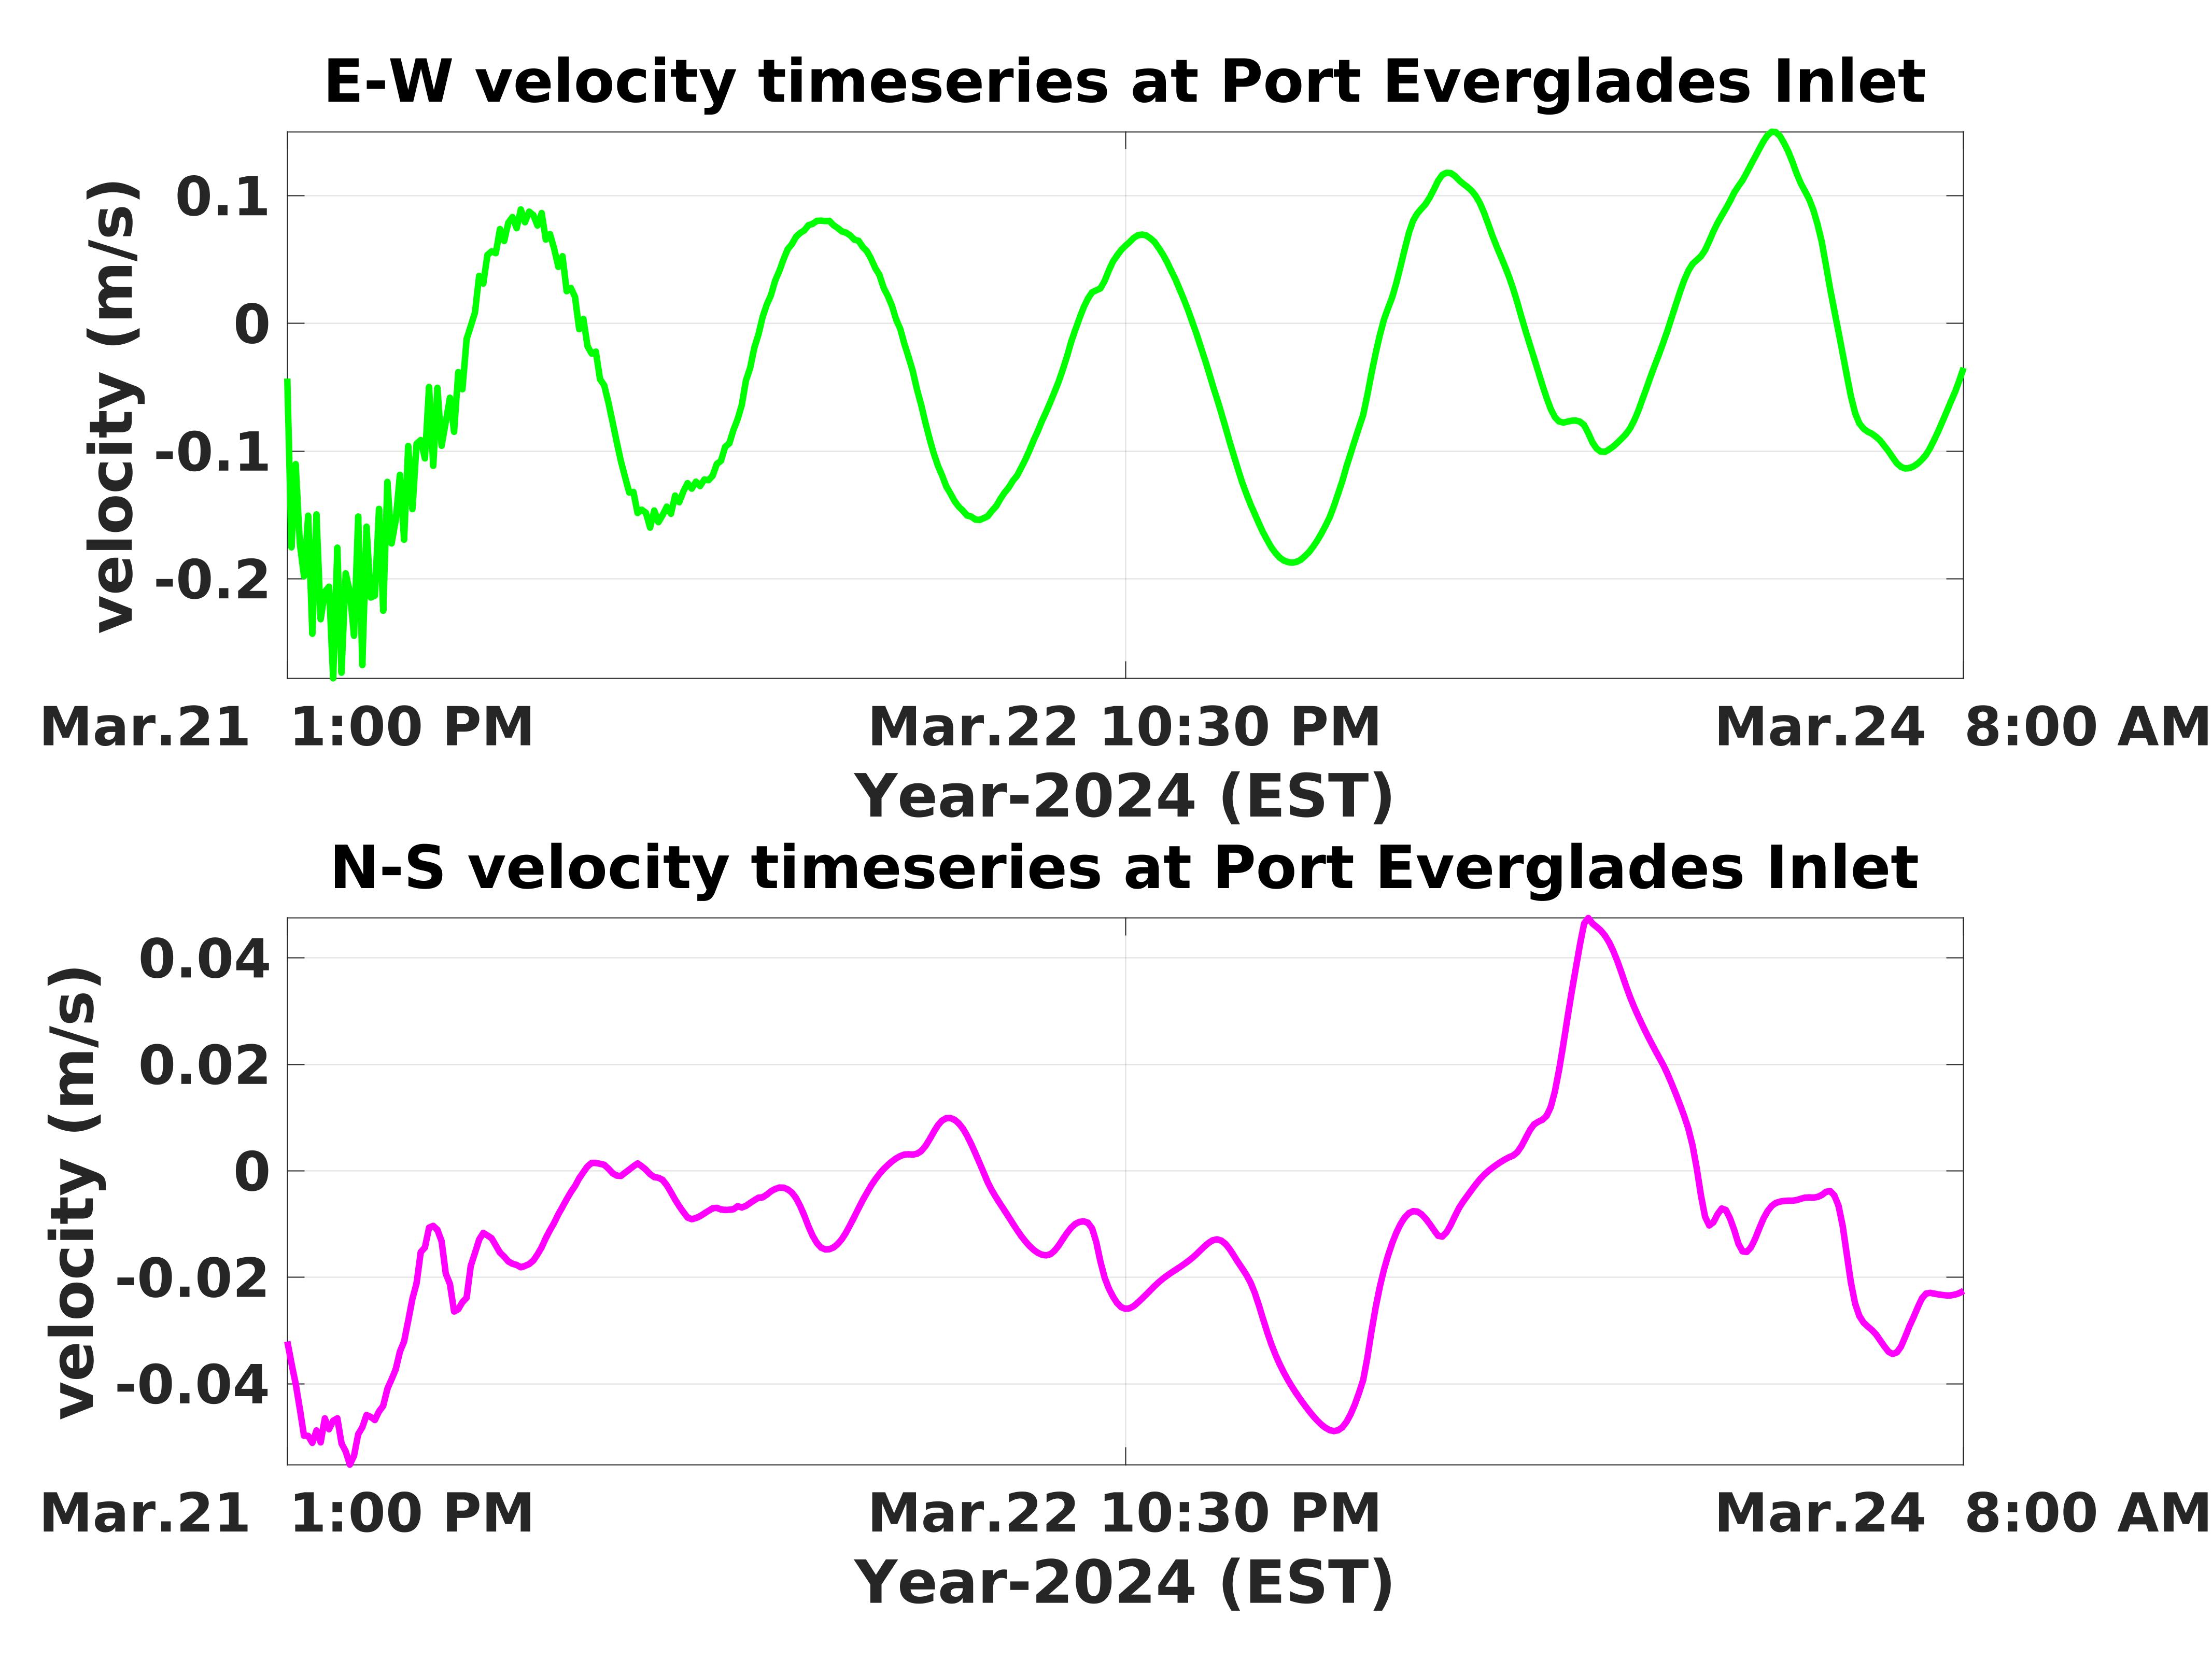 E-W velocity timeseries at Port Everglades Inlet
velocity (m/s)
0.1
0
-0.1
-0.2
Mar.21  1:00 PM
Mar.22 10:30 PM
Mar.24  8:00 AM
Year-2024 (EST)
N-S velocity timeseries at Port Everglades Inlet
velocity (m/s)
0.04
0.02
0
-0.02
-0.04
Mar.21  1:00 PM
Mar.22 10:30 PM
Mar.24  8:00 AM
Year-2024 (EST)